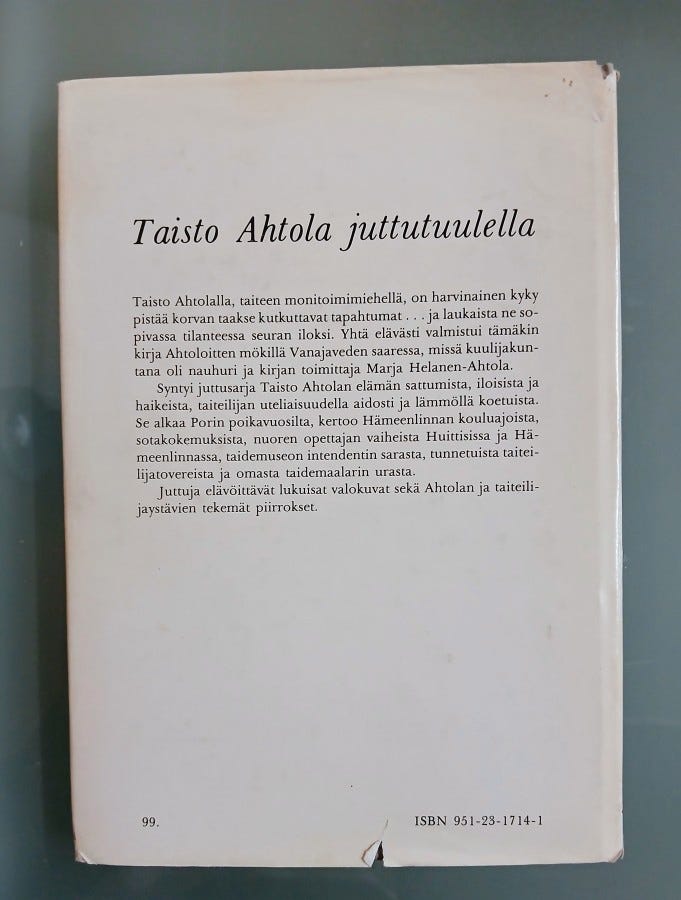 Taisto Ahtola juttutuulella
Taisto Ahtolalla, taiteen monitoimimiehellä, on harvinainen kyky
pistää korvan taakse kutkuttavat tapahtumat . . . ja laukaista ne so-
pivassa tilanteessa seuran iloksi. Yhtä elävästi valmistui tämäkin
kirja Ahtoloitten mökillä Vanajaveden saaressa, missä kuulijakun-
tana oli nauhuri ja kirjan toimittaja Marja Helanen-Ahtola.
Syntyi juttusarja Taisto Ahtolan elämän sattumista, iloisista ja
haikeista, taiteilijan uteliaisuudella aidosti ja lämmöllä koetuista.
Se alkaa Porin poikavuosilta, kertoo Hämeenlinnan kouluajoista,
sotakokemuksista, nuoren opettajan vaiheista Huittisissa ja Hä-
meenlinnassa, taidemuseon intendentin sarasta, tunnetuista taitei-
lijatovereista ja omasta taidemaalarin urasta.
Juttuja elävöittävät lukuisat valokuvat sekä Ahtolan ja taiteili-
jaystävien tekemät piirrokset.
99.
ISBN 951-23-1714-1